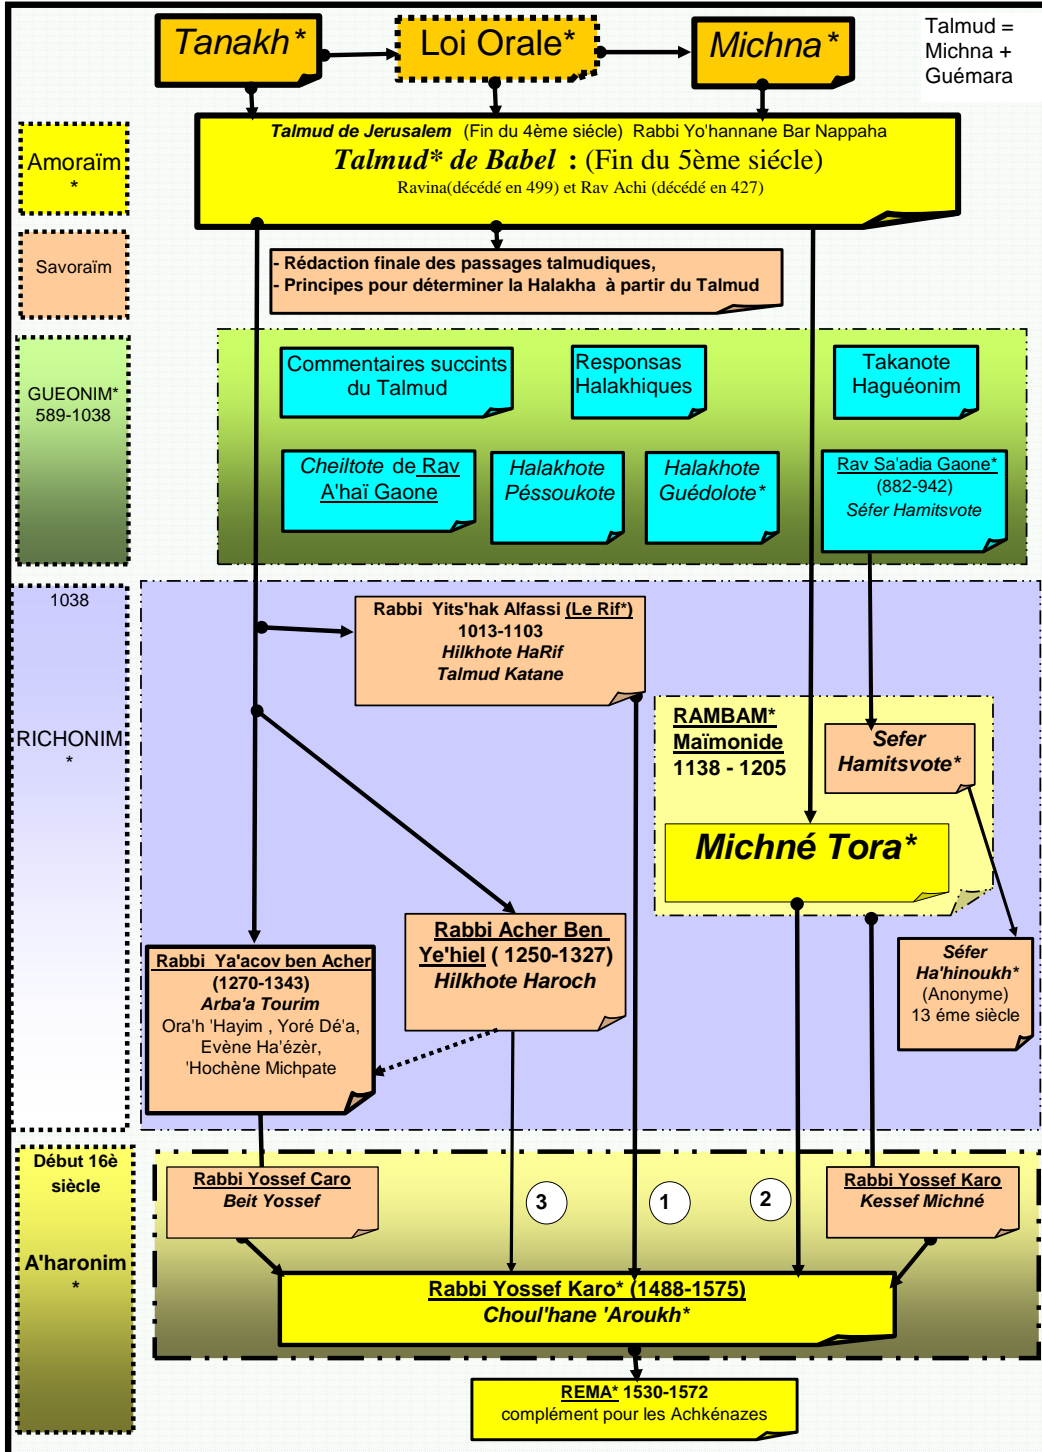 Tanakh*
Loi Orale*
Michna*
Talmud =
Michna +
Guémara
Amoraïm
*
Talmud de Jerusalem (Fin du 4ème siécle) Rabbi Yo'hannane Bar Nappaha
Talmud* de Babel : (Fin du 5ème siécle)
Ravina(décédé en 499) et Rav Achi (décédé en 427)
Savoraïm
- Rédaction finale des passages talmudiques,
- Principes pour déterminer la Halakha à partir du Talmud
GUEONIM*
589-1038
Commentaires succints
du Talmud
Responsas
Halakhiques
Takanote
Haguéonim
Cheiltote de Rav
A'haï Gaone
Halakhote
Péssoukote
Halakhote
Guédolote*
Rav Sa'adia Gaone*
(882-942)
Séfer Hamitsvote
1038
RICHONIM
*
Rabbi Yits'hak Alfassi (Le Rif*)
1013-1103
Hilkhote HaRif
Talmud Katane
RAMBAM*
Maïmonide
1138 - 1205
Sefer
Hamitsvote*
Michné Tora*
Rabbi Acher Ben
Ye'hiel ( 1250-1327)
Hilkhote Haroch
Rabbi Ya'acov ben Acher
(1270-1343)
Arba'a Tourim
Ora'h 'Hayim , Yoré Dé'a,
Evène Ha'ézèr,
'Hochène Michpate
Séfer
Ha'hinoukh*
(Anonyme)
13 éme siècle
Début 16è
siècle
A'haronim
*
Rabbi Yossef Caro
Beit Yossef
3
1
2
Rabbi Yossef Karo
Kessef Michné
Rabbi Yossef Karo* (1488-1575)
Choul'hane 'Aroukh*
REMA* 1530-1572
complément pour les Achkénazes